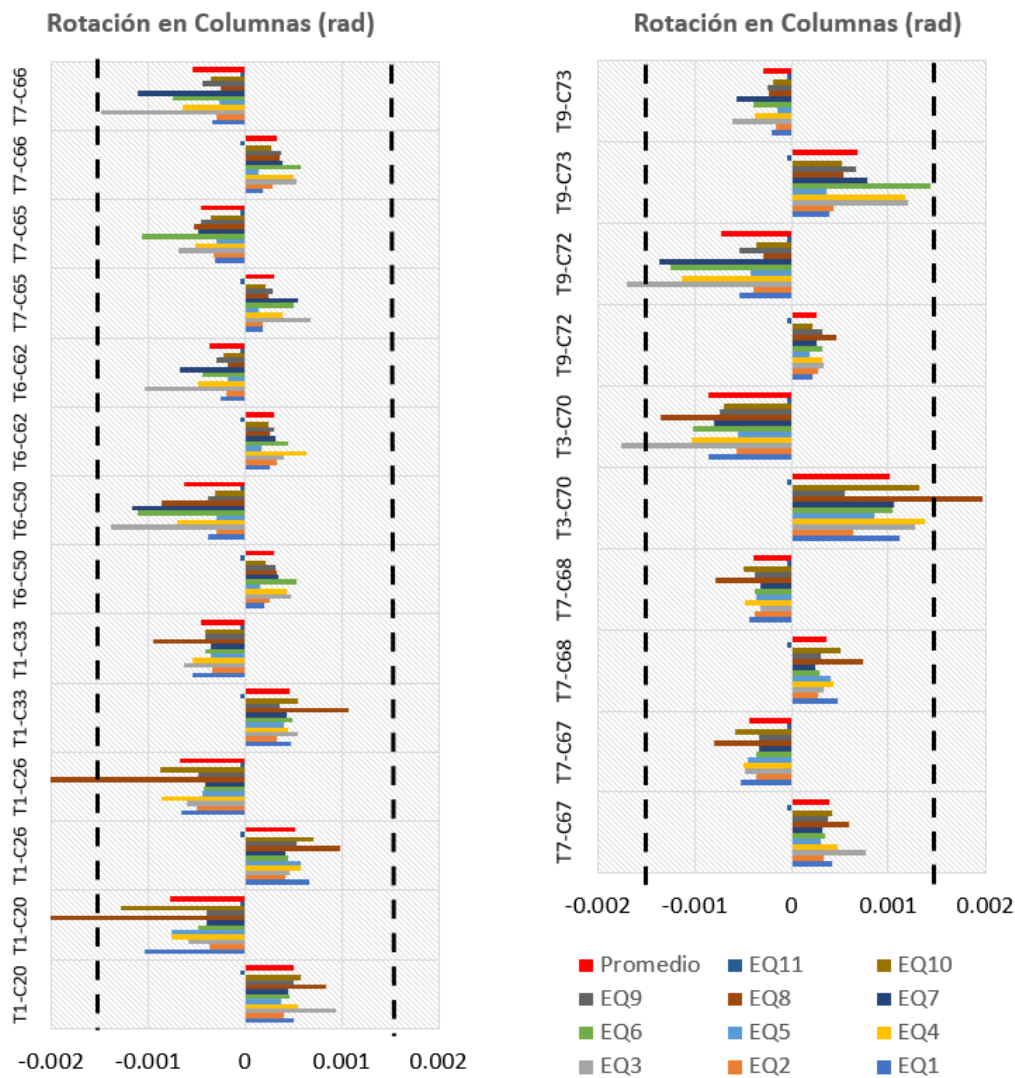 Rotación en Columnas (rad)
T7-C66
T7-C66
T7-C65
T7-C65
T6-C62
T6-C62
T6-C50
T6-C50
T1-C33
T1-C33
T1-C26
T1-C26
T1-C20
T1-C20
-0.002 -0.001 0 0.001 0.002
Rotación en Columnas (rad)
T9-C73
T9-C73
T9-C72
T9-C72
T3-C70
T3-C70
T7-C68
T7-C68
T7-C67
T7-C67
-0.002 -0.001 0 0.001 0.002
Promedio EQ11 EQ10
EQ9 EQ8 EQ7
EQ6 EQ5 EQ4
EQ3 EQ2 EQ1